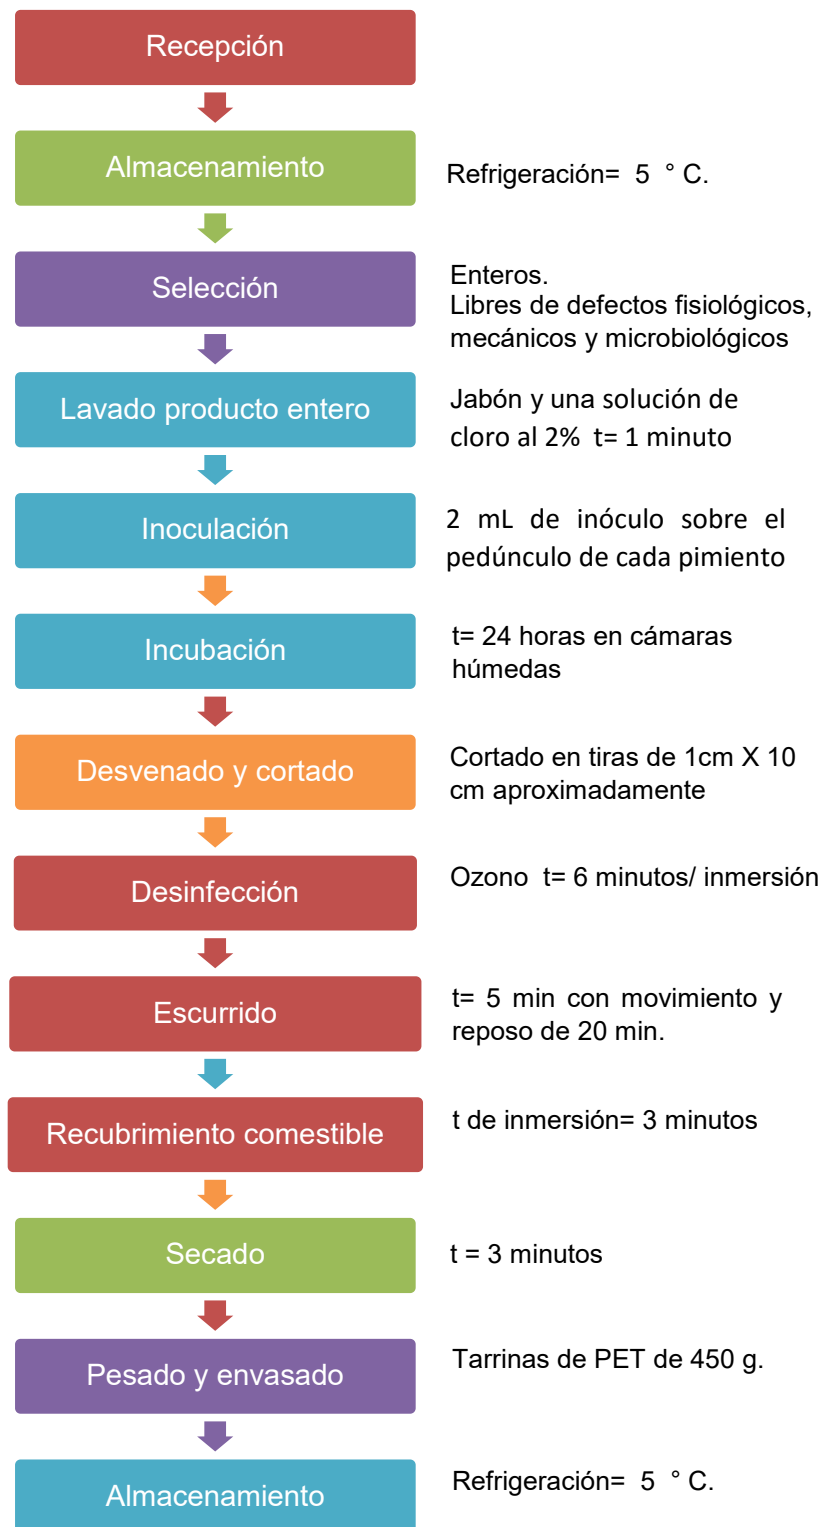 Recepción
Almacenamiento
Refrigeración= 5 ° C.
Selección
Enteros.
Libres de defectos fisiológicos,
mecánicos y microbiológicos
Lavado producto entero
Jabón y una solución de
cloro al 2% t= 1 minuto
Inoculación
2 mL de inóculo sobre el
pedúnculo de cada pimiento
Incubación
t= 24 horas en cámaras
húmedas
Desvenado y cortado
Cortado en tiras de 1cm X 10
cm aproximadamente
Desinfección
Ozono t= 6 minutos/ inmersión
Escurrido
t= 5 min con movimiento y
reposo de 20 min.
Recubrimiento comestible
t de inmersión= 3 minutos
Secado
t = 3 minutos
Pesado y envasado
Tarrinas de PET de 450 g.
Almacenamiento
Refrigeración= 5 ° C.